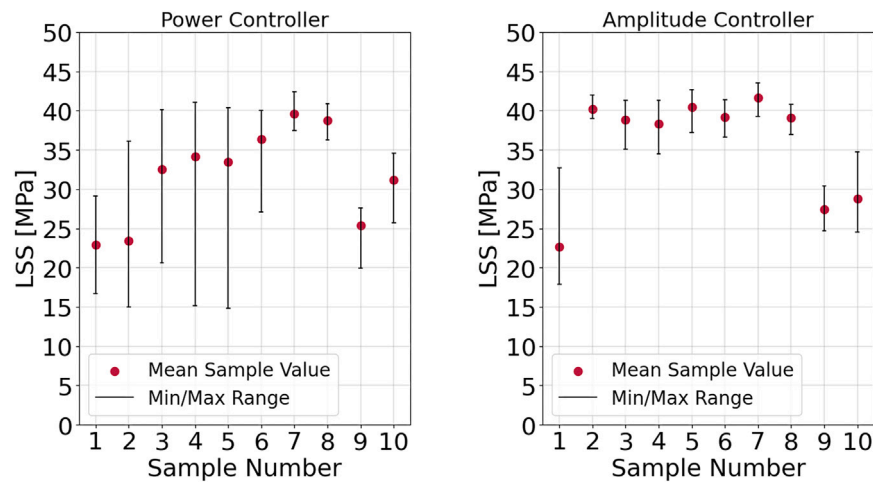 Power Controller
50
45
40
35
30
25
20
15
10
5
0
LSS [MPa]
Mean Sample Value
Min/Max Range
1 2 3 4 5 6 7 8 9 10
Sample Number
Amplitude Controller
50
45
40
35
30
25
20
15
10
5
0
LSS [MPa]
Mean Sample Value
Min/Max Range
1 2 3 4 5 6 7 8 9 10
Sample Number